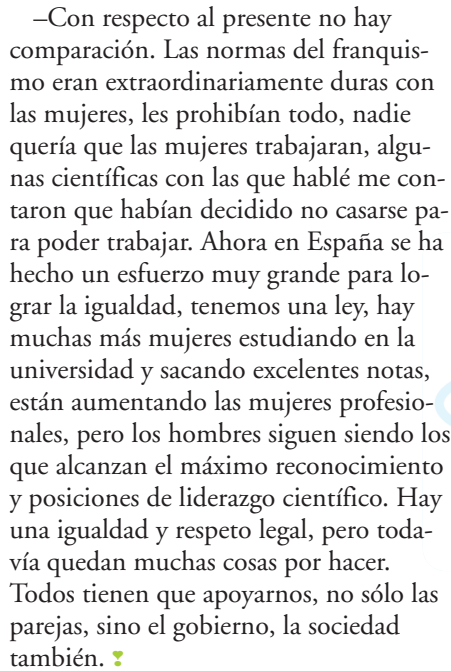 –Con respecto al presente no hay
comparación. Las normas del franquis-
mo eran extraordinariamente duras con
las mujeres, les prohibían todo, nadie
quería que las mujeres trabajaran, algu-
nas científicas con las que hablé me con-
taron que habían decidido no casarse pa-
ra poder trabajar. Ahora en España se ha
hecho un esfuerzo muy grande para lo-
grar la igualdad, tenemos una ley, hay
muchas más mujeres estudiando en la
universidad y sacando excelentes notas,
están aumentando las mujeres profesio-
nales, pero los hombres siguen siendo los
que alcanzan el máximo reconocimiento
y posiciones de liderazgo científico. Hay
una igualdad y respeto legal, pero toda-
vía quedan muchas cosas por hacer.
Todos tienen que apoyarnos, no sólo las
parejas, sino el gobierno, la sociedad
también.